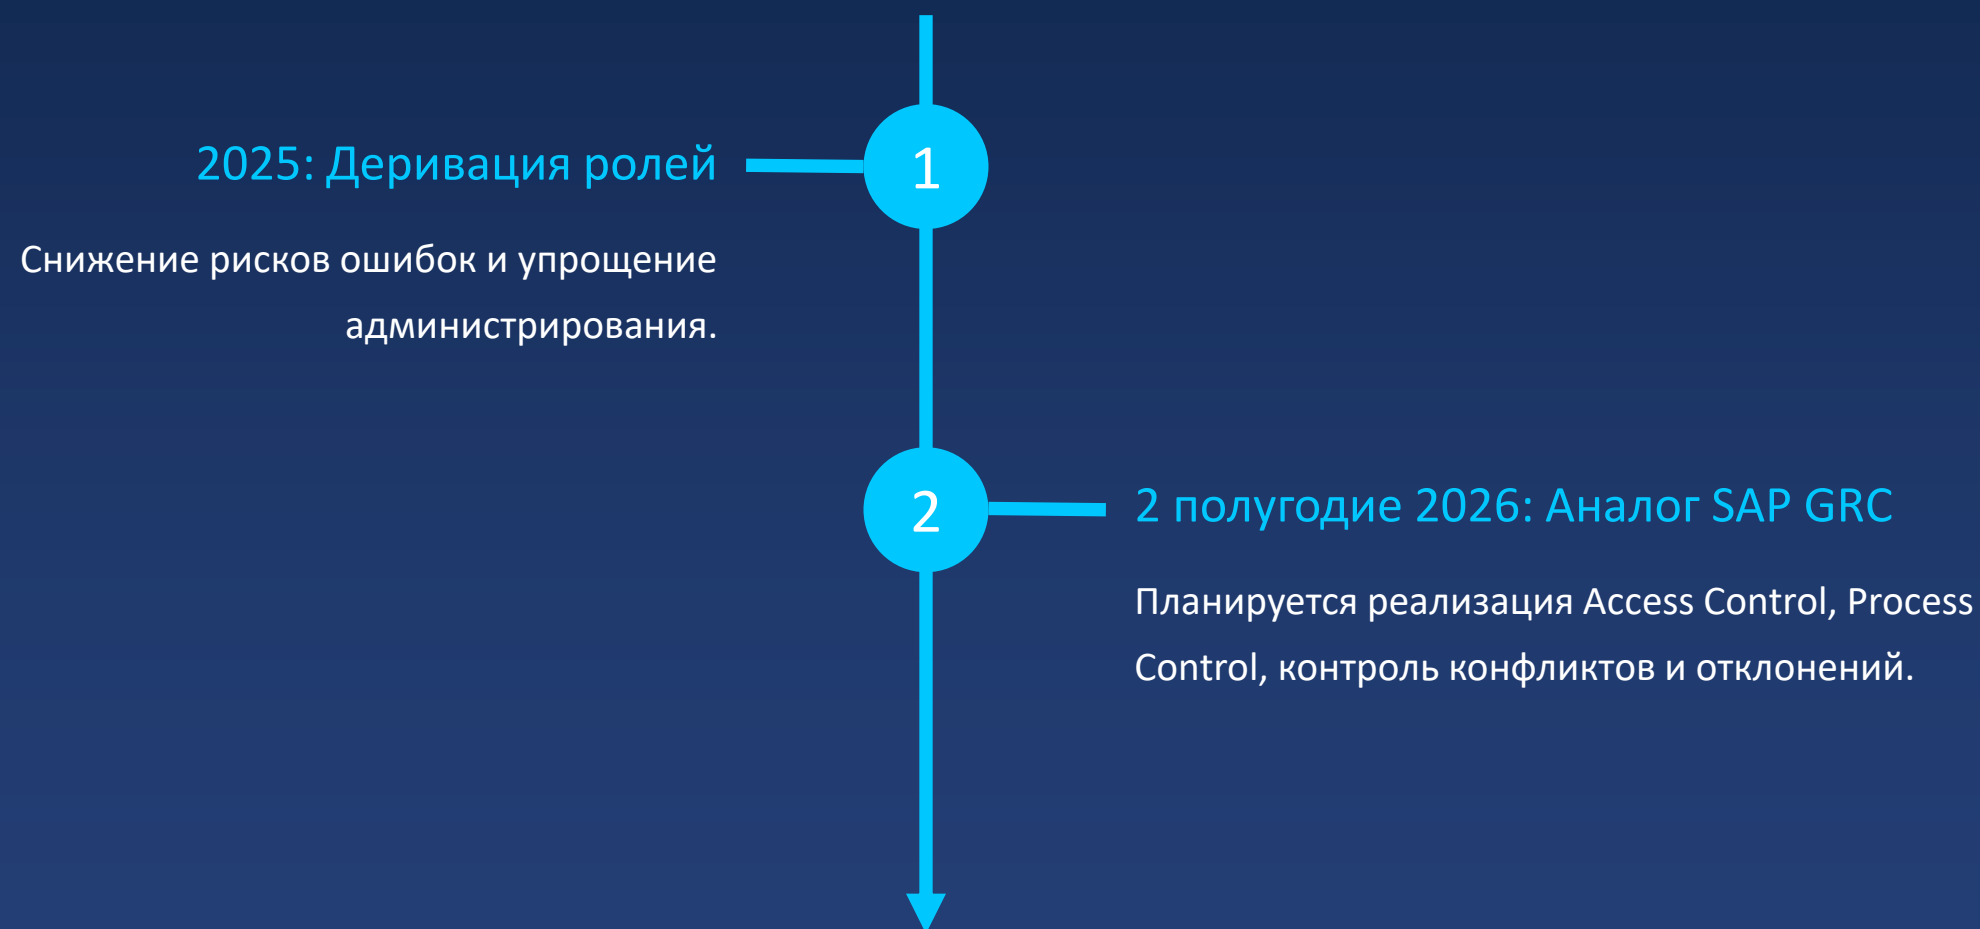 1
2025: Деривация ролей
Снижение рисков ошибок и упрощение
администрирования.
2
2 полугодие 2026: Аналог SAP GRC
Планируется реализация Access Control, Process
Control, контроль конфликтов и отклонений.